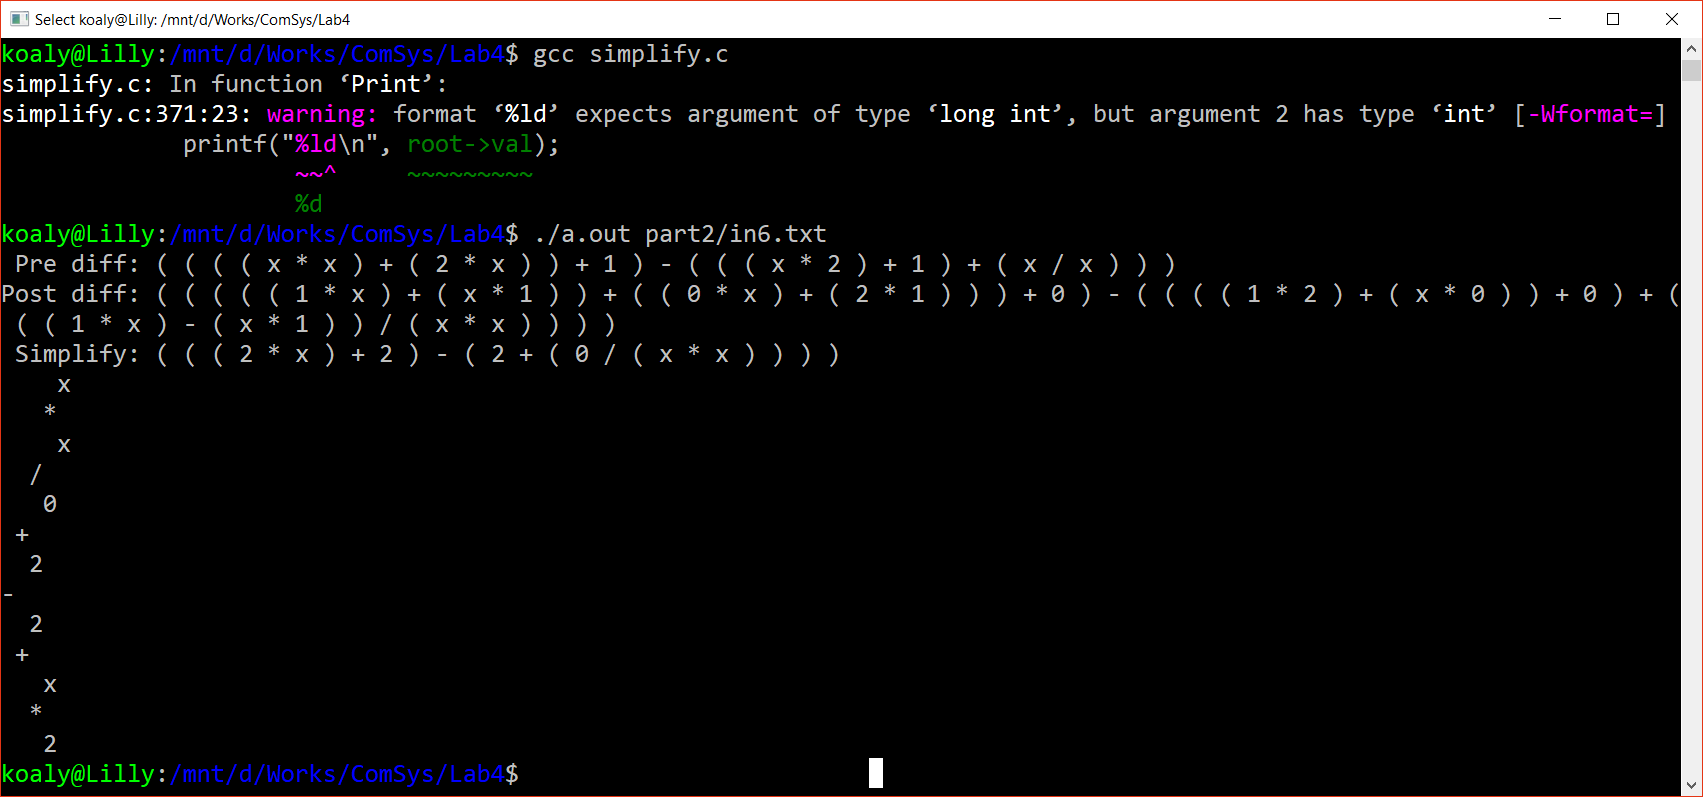 Select koaly@Lilly: /mnt/d/Works/ComSys/Lab4
koaly@Lilly:/mnt/d/Works/ComSys/Lab4$ gcc simplify.c
simplify.c: In function ‘Print’:
simplify.c:371:23: warning: format ‘%ld’ expects argument of type ‘long int’, but argument 2 has type ‘int’ [-Wformat=]
             printf("%ld\n", root->val);
                     ~~^     ~~~~~~~~~
                     %d
koaly@Lilly:/mnt/d/Works/ComSys/Lab4$ ./a.out part2/in6.txt
 Pre diff: ( ( ( ( x * x ) + ( 2 * x ) ) + 1 ) - ( ( ( x * 2 ) + 1 ) + ( x / x ) ) )
Post diff: ( ( ( ( ( 1 * x ) + ( x * 1 ) ) + ( ( 0 * x ) + ( 2 * 1 ) ) ) + 0 ) - ( ( ( ( 1 * 2 ) + ( x * 0 ) ) + 0 ) + (
 ( ( 1 * x ) - ( x * 1 ) ) / ( x * x ) ) ) )
 Simplify: ( ( ( 2 * x ) + 2 ) - ( 2 + ( 0 / ( x * x ) ) ) )
    x
   *
    x
  /
   0
 +
  2
-
  2
 +
   x
  *
   2
koaly@Lilly:/mnt/d/Works/ComSys/Lab4$